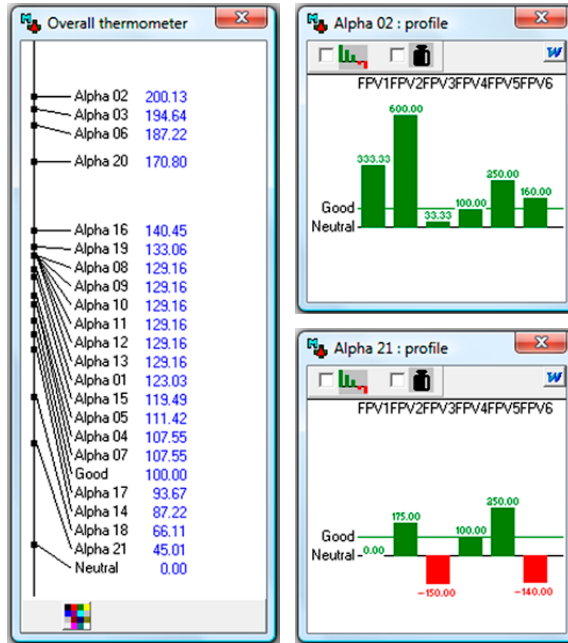 Overall thermometer
Alpha 02 200.13
Alpha 03 194.64
Alpha 06 187.22
Alpha 20 170.80
Alpha 16 140.45
Alpha 19 133.06
Alpha 08 129.16
Alpha 09 129.16
Alpha 10 129.16
Alpha 11 129.16
Alpha 12 129.16
Alpha 13 129.16
Alpha 01 123.03
Alpha 15 119.49
Alpha 05 111.42
Alpha 04 107.55
Alpha 07 107.55
Good 100.00
Alpha 17 93.67
Alpha 14 87.22
Alpha 18 66.11
Alpha 21 45.01
Neutral 0.00
Alpha 02 : profile
W
FPV1FPV2FPV3FPV4FPV5FPV6
600.00
333.33
250.00
160.00
100.00
33.33
Good
Neutral
Alpha 21 : profile
W
FPV1FPV2FPV3FPV4FPV5FPV6
250.00
175.00
100.00
Good
Neutral 0.00
-150.00
-140.00